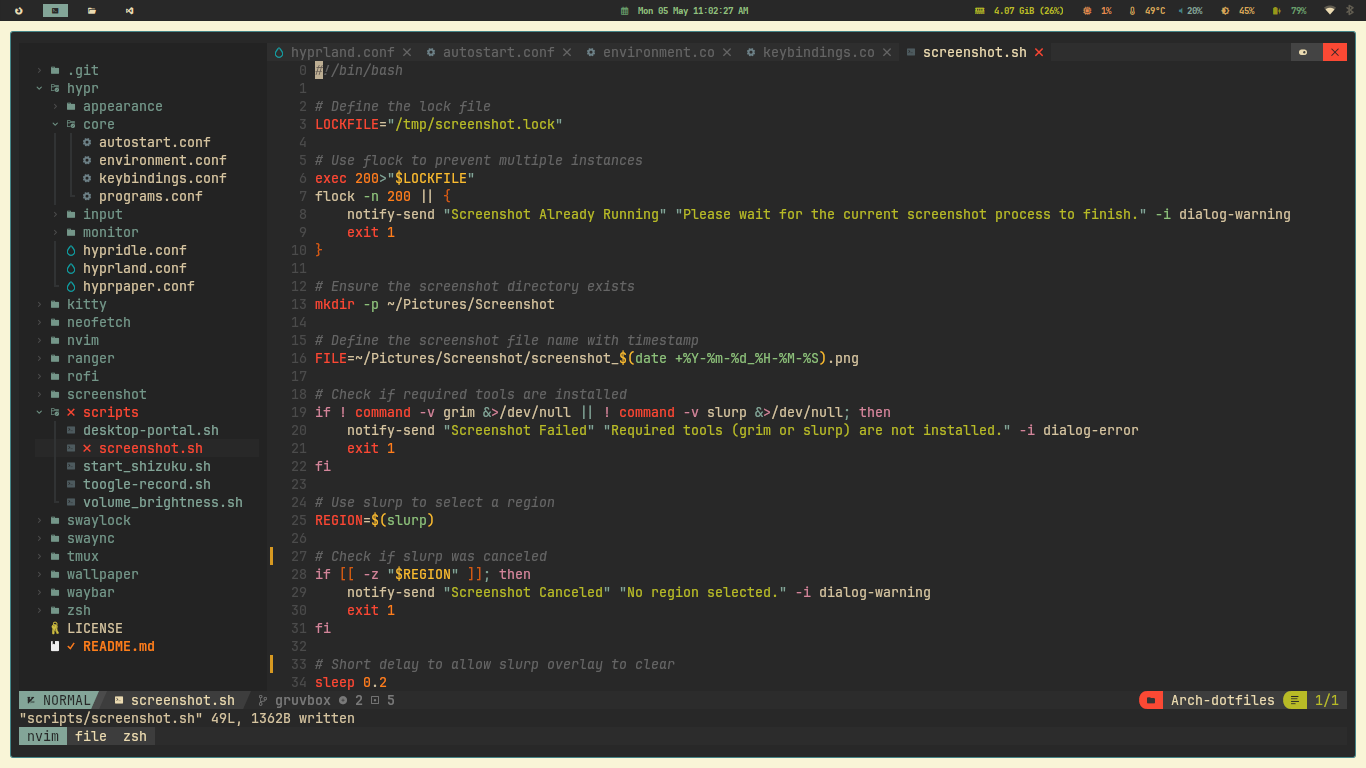 Mon 05 May 11:02:27 AM
4.07 GiB (26%) 1% 49°C 20% 45% 79%
hyprland.conf autostart.conf environment.co keybindings.co screenshot.sh
.git
hypr
appearance
core
autostart.conf
environment.conf
keybindings.conf
programs.conf
input
monitor
hypridle.conf
hyprland.conf
hyprpaper.conf
kitty
neofetch
nvim
ranger
rofi
screenshot
scripts
desktop-portal.sh
screenshot.sh
start_shizuku.sh
toogle-record.sh
volume_brightness.sh
swaylock
swaync
tmux
wallpaper
waybar
zsh
LICENSE
README.md
0 #!/bin/bash
1
2 # Define the lock file
3 LOCKFILE="/tmp/screenshot.lock"
4
5 # Use flock to prevent multiple instances
6 exec 200>"$LOCKFILE"
7 flock -n 200 || {
8     notify-send "Screenshot Already Running" "Please wait for the current screenshot process to finish." -i dialog-warning
9     exit 1
10 }
11
12 # Ensure the screenshot directory exists
13 mkdir -p ~/Pictures/Screenshot
14
15 # Define the screenshot file name with timestamp
16 FILE=~/Pictures/Screenshot/screenshot_$(date +%Y-%m-%d_%H-%M-%S).png
17
18 # Check if required tools are installed
19 if ! command -v grim &>/dev/null || ! command -v slurp &>/dev/null; then
20     notify-send "Screenshot Failed" "Required tools (grim or slurp) are not installed." -i dialog-error
21     exit 1
22 fi
23
24 # Use slurp to select a region
25 REGION=$(slurp)
26
27 # Check if slurp was canceled
28 if [[ -z "$REGION" ]]; then
29     notify-send "Screenshot Canceled" "No region selected." -i dialog-warning
30     exit 1
31 fi
32
33 # Short delay to allow slurp overlay to clear
34 sleep 0.2
NORMAL screenshot.sh gruvbox 2 5 Arch-dotfiles 1/1
"scripts/screenshot.sh" 49L, 1362B written
nvim file zsh